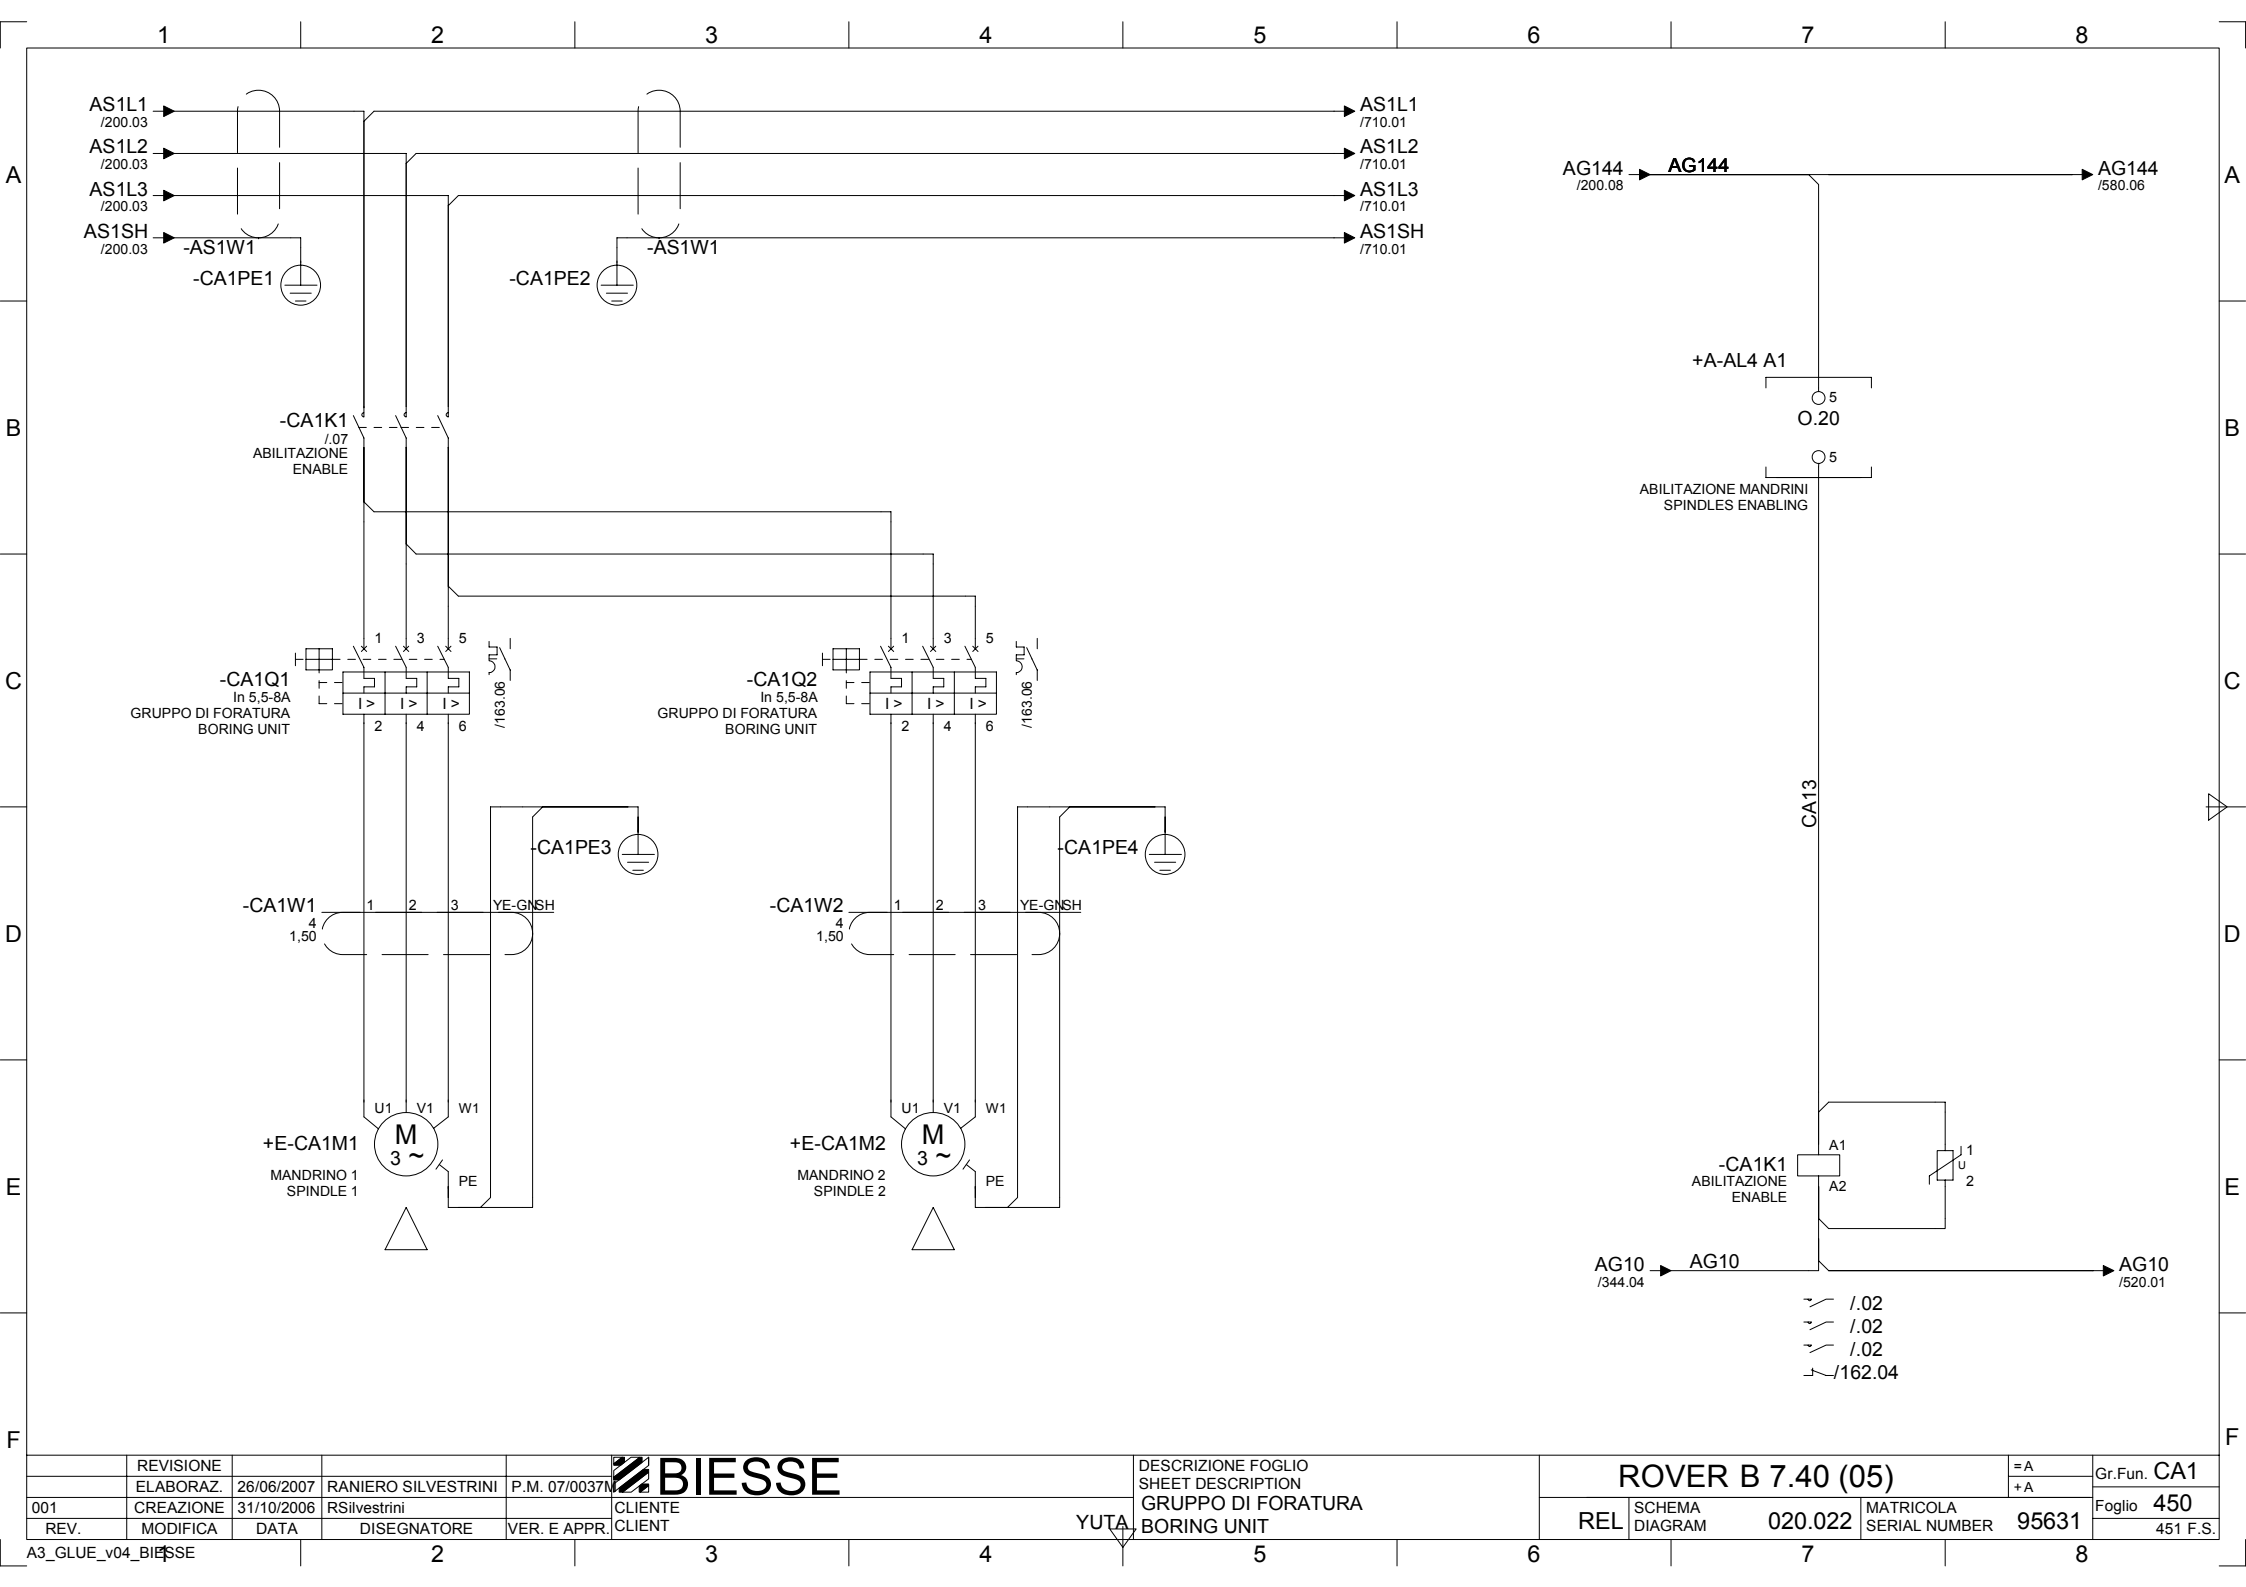 1 2 3 4 5 6 7 8
AS1L1
/200.03
AS1L2
/200.03
AS1L3
/200.03
AS1SH
/200.03
-AS1W1
-CA1PE1
-AS1W1
-CA1PE2
AS1L1
/710.01
AS1L2
/710.01
AS1L3
/710.01
AS1SH
/710.01
AG144
/200.08
AG144
AG144
/580.06
A
A
+A-AL4 A1
5
O.20
5
ABILITAZIONE MANDRINI
SPINDLES ENABLING
-CA1K1
/.07
ABILITAZIONE
ENABLE
B
B
1 3 5
-CA1Q1
In 5,5-8A
GRUPPO DI FORATURA
BORING UNIT
I > I > I >
2 4 6
/163.06
1 3 5
-CA1Q2
In 5,5-8A
GRUPPO DI FORATURA
BORING UNIT
I > I > I >
2 4 6
/163.06
C
C
CA13
-CA1PE3
-CA1PE4
-CA1W1
4
1,50
1 2 3 YE-GN SH
-CA1W2
4
1,50
1 2 3 YE-GN SH
D
D
U1 V1 W1
+E-CA1M1
M
3 ~
MANDRINO 1
SPINDLE 1
PE
U1 V1 W1
+E-CA1M2
M
3 ~
MANDRINO 2
SPINDLE 2
PE
-CA1K1
ABILITAZIONE
ENABLE
A1
A2
1
U
2
E
E
AG10
/344.04
AG10
AG10
/520.01
/.02
/.02
/.02
/162.04
F
F
REVISIONE
ELABORAZ. 26/06/2007 RANIERO SILVESTRINI P.M. 07/0037M
001 CREAZIONE 31/10/2006 RSilvestrini
REV. MODIFICA DATA DISEGNATORE VER. E APPR.
BIESSE
CLIENTE
CLIENT
YUTA
DESCRIZIONE FOGLIO
SHEET DESCRIPTION
GRUPPO DI FORATURA
BORING UNIT
ROVER B 7.40 (05)
REL
SCHEMA
DIAGRAM
020.022
MATRICOLA
SERIAL NUMBER
95631
= A
+ A
Gr.Fun. CA1
Foglio 450
451 F.S.
A3_GLUE_v04_BIESSE
1 2 3 4 5 6 7 8